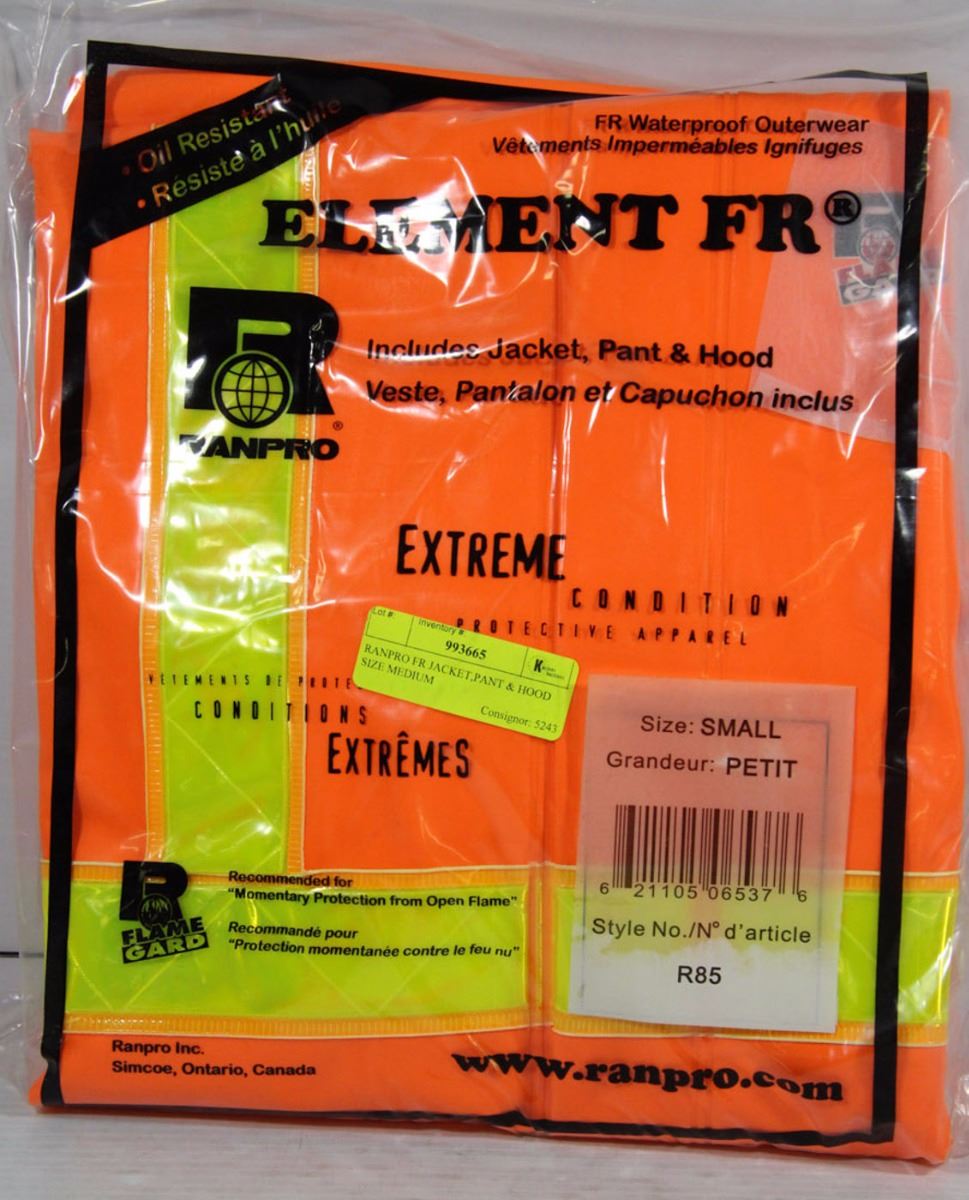 • Oil Resistant
• Résiste à l'huile
FR Waterproof Outerwear
Vêtements Imperméables Ignifuges
ELEMENT FR®
RANPRO®
Includes Jacket, Pant & Hood
Veste, Pantalon et Capuchon inclus
EXTREME
CONDITION
PROTECTIVE APPAREL
Lot #:
Inventory #:
993665
RANPRO FR JACKET,PANT & HOOD
SIZE MEDIUM
Consignor: 5243
VÊTEMENTS DE
CONDITIONS
EXTRÊMES
Size: SMALL
Grandeur: PETIT
6 21105 06537 6
Style No./N° d'article
R85
R
FLAME
GARD
Recommended for
"Momentary Protection from Open Flame"
Recommandé pour
"Protection momentanée contre le feu nu"
Ranpro Inc.
Simcoe, Ontario, Canada
www.ranpro.com